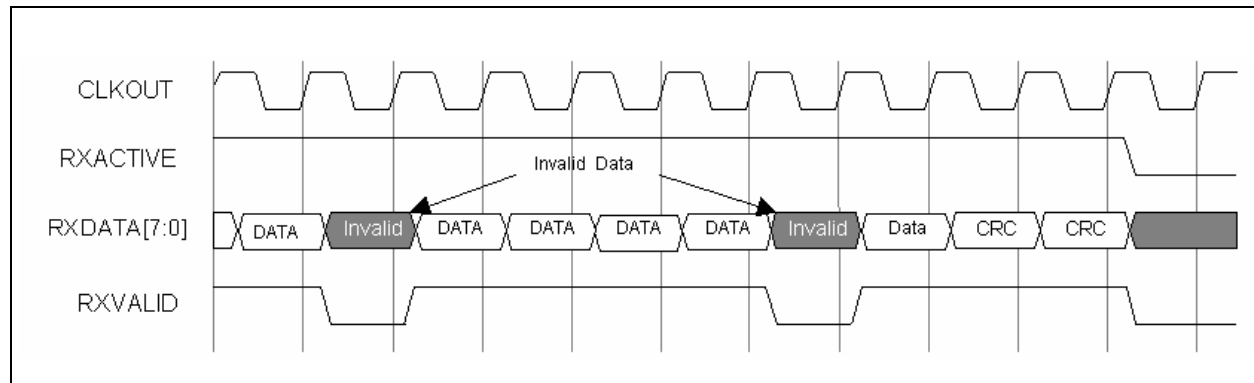 CLKOUT
RXACTIVE
Invalid Data
RXDATA[7:0]
DATA Invalid DATA DATA DATA DATA Invalid Data CRC CRC
RXVALID